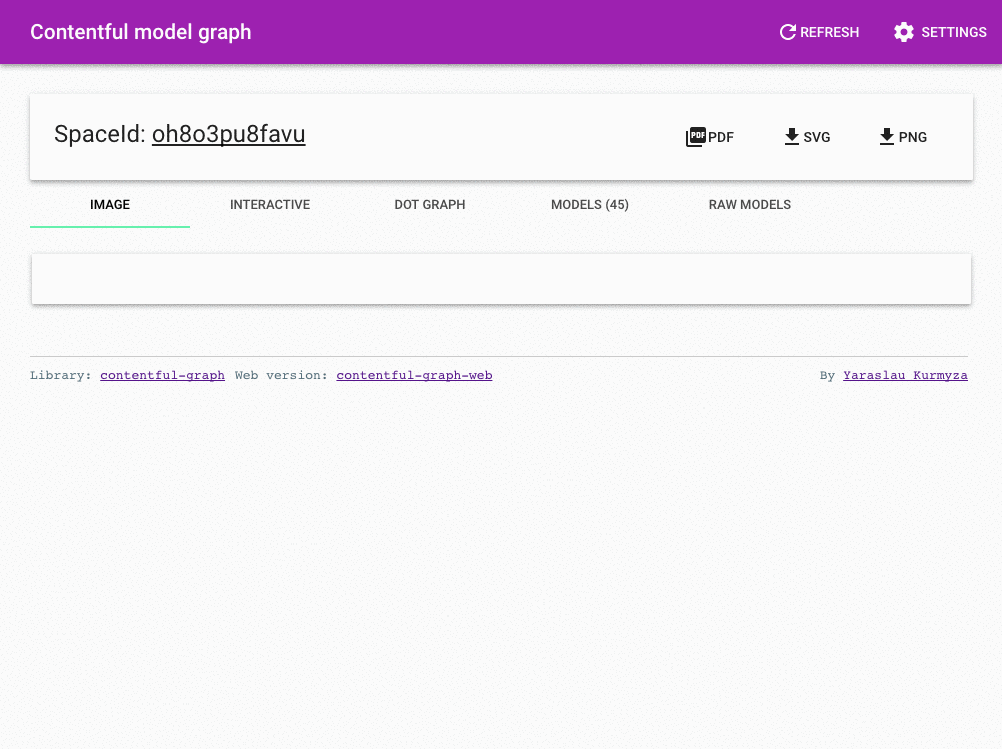 Contentful model graph
REFRESH
SETTINGS
SpaceId: oh8o3pu8favu
PDF
PDF
SVG
PNG
IMAGE
INTERACTIVE
DOT GRAPH
MODELS (45)
RAW MODELS
Library: contentful-graph Web version: contentful-graph-web
By Yaraslau Kurmyza